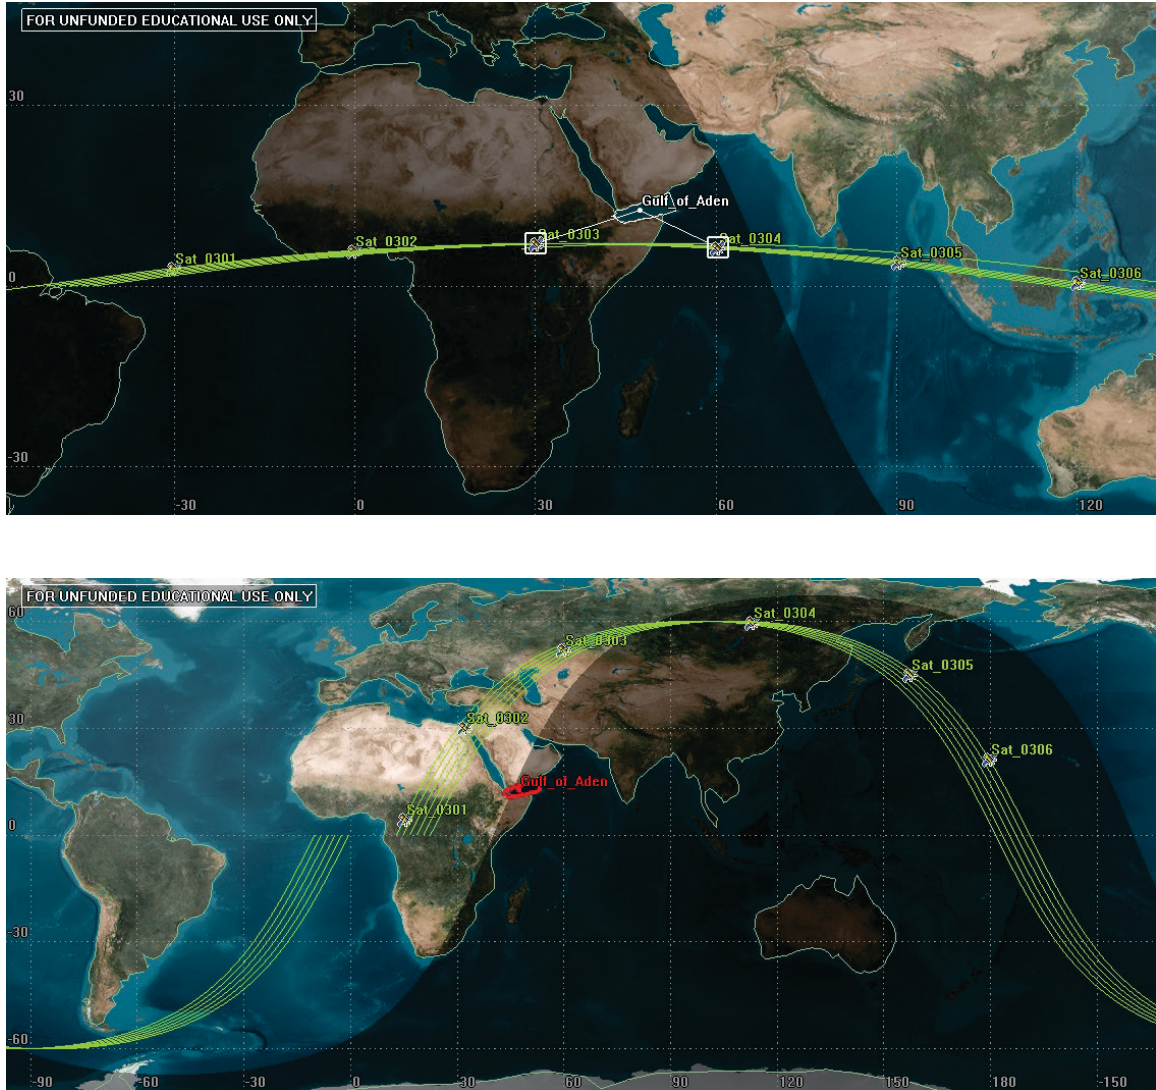 FOR UNFUNDED EDUCATIONAL USE ONLY
30
Gulf_of_Aden
Sat_0303
Sat_0304
Sat_0302
Sat_0301
Sat_0305
0
Sat_0306
-30
-30 0 30 60 90 120
FOR UNFUNDED EDUCATIONAL USE ONLY
60
Sat_0304
Sat_0303
Sat_0305
30
Sat_0302
Sat_0306
Gulf_of_Aden
Sat_0301
0
-30
-60
-90 -60 -30 0 30 60 90 120 150 180 -150